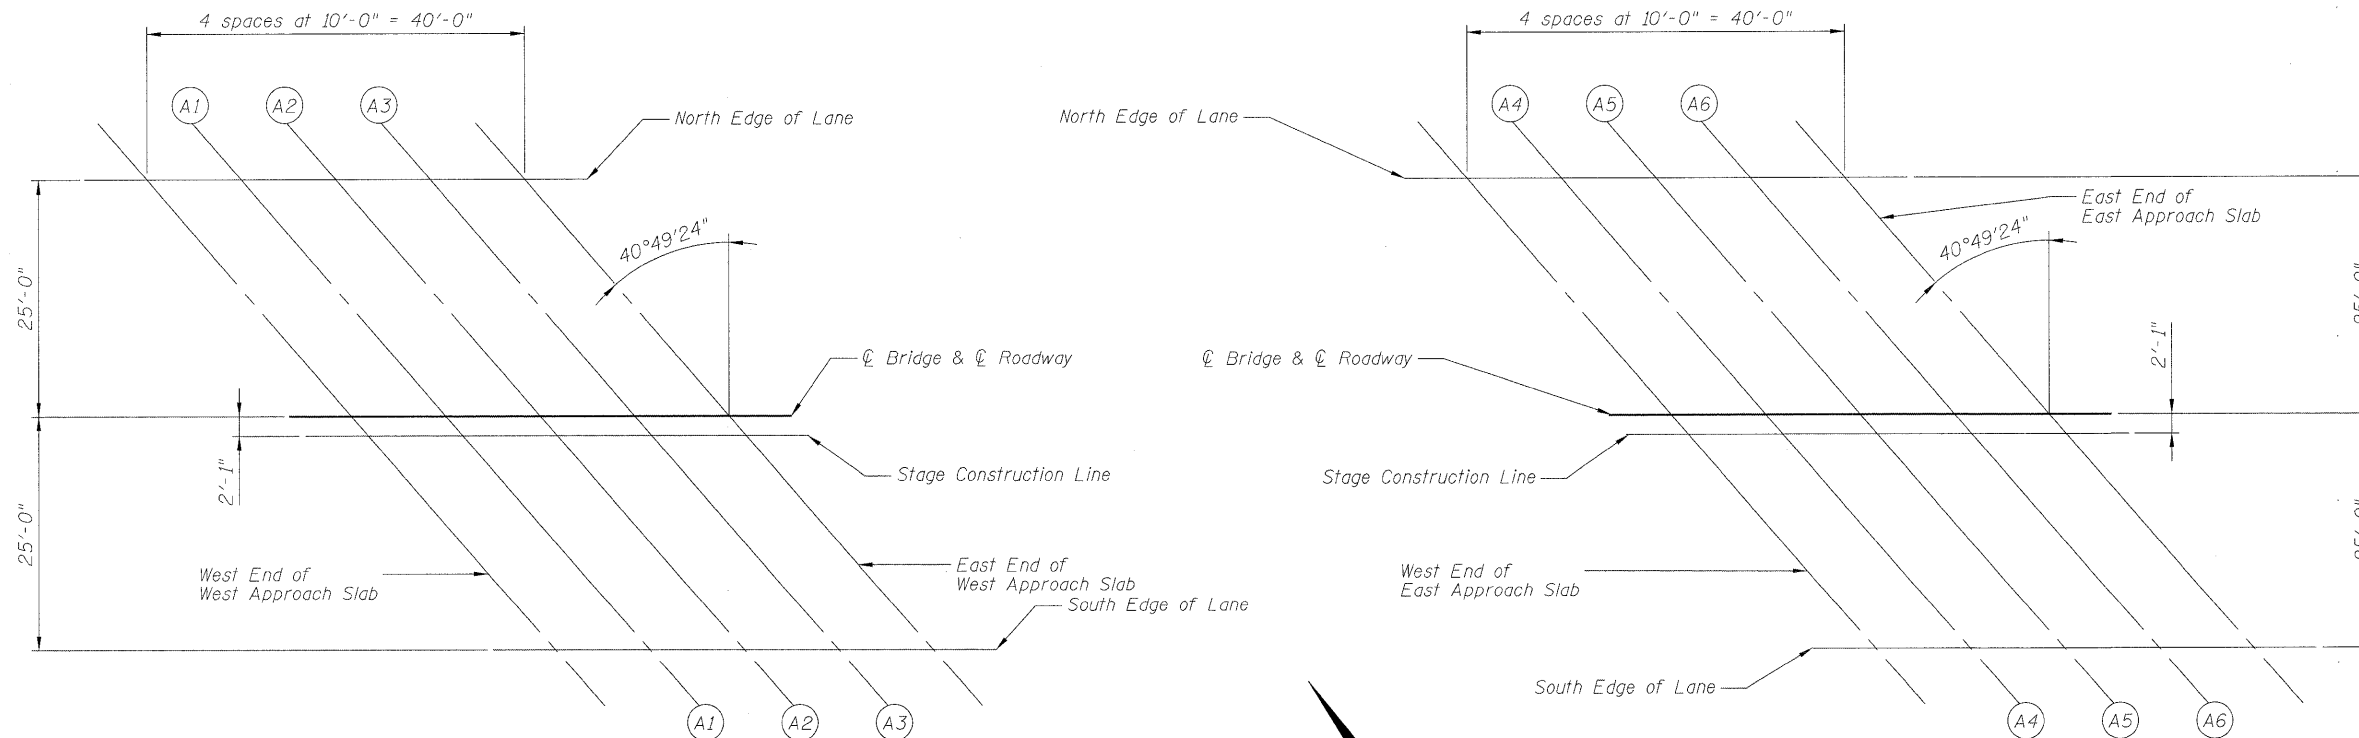 4 spaces at 10'-0" = 40'-0"
A1
A2
A3
North Edge of Lane
40°49'24"
25'-0"
℄ Bridge & ℄ Roadway
2'-1"
Stage Construction Line
25'-0"
West End of
West Approach Slab
East End of
West Approach Slab
South Edge of Lane
A1
A2
A3
4 spaces at 10'-0" = 40'-0"
A4
A5
A6
North Edge of Lane
East End of
East Approach Slab
40°49'24"
25'-0"
℄ Bridge & ℄ Roadway
2'-1"
Stage Construction Line
25'-0"
West End of
East Approach Slab
South Edge of Lane
A4
A5
A6